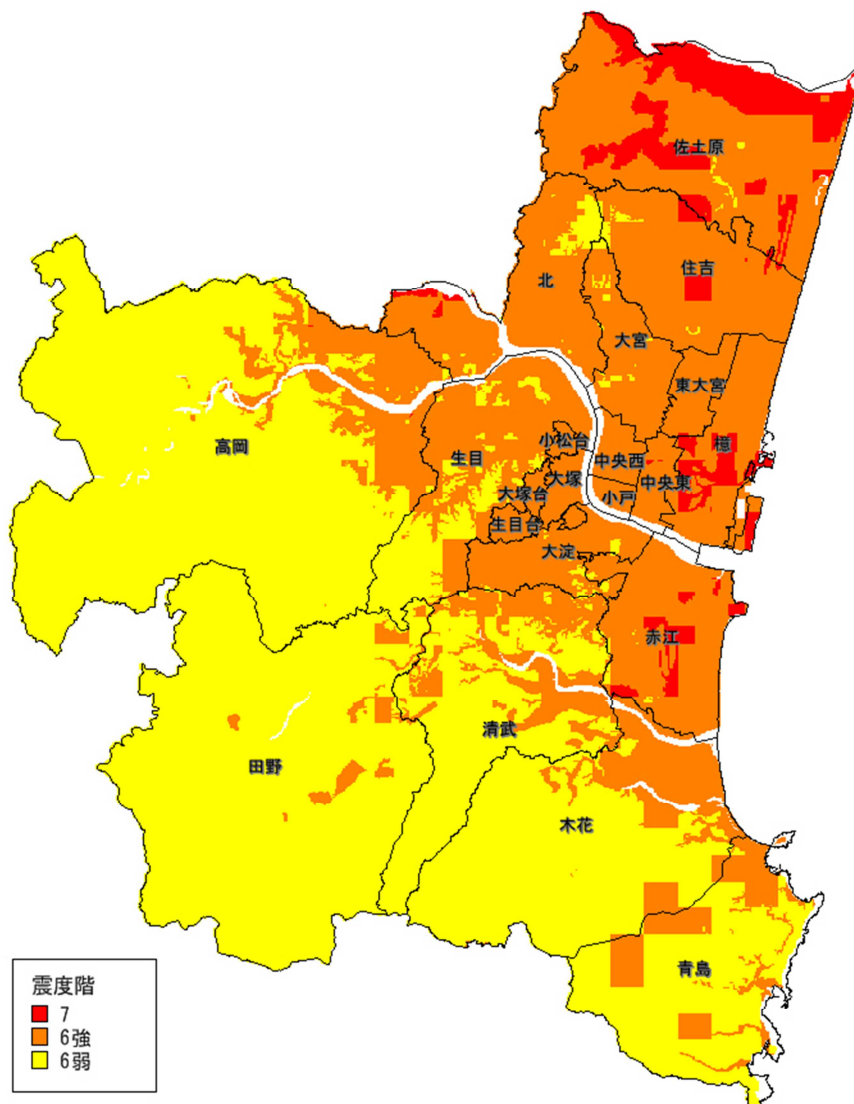 佐土原
住吉
北
大宮
東大宮
高岡
小松台
中央西
檍
生目
大塚
中央東
大塚台
小戸
生目台
大淀
赤江
清武
田野
木花
青島
震度階
7
6強
6弱